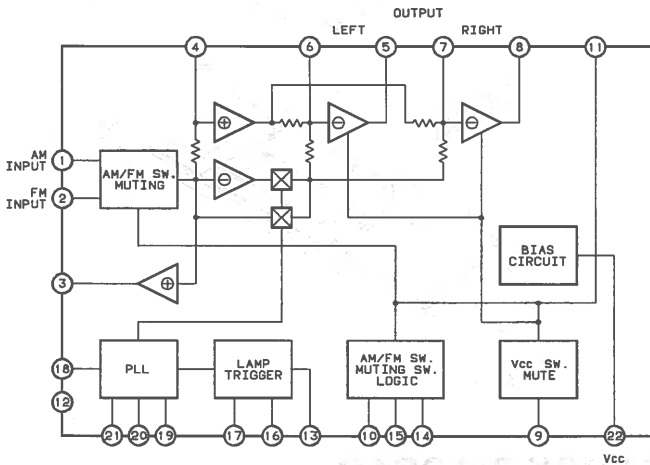 OUTPUT
LEFT RIGHT
4 6 5 7 8 11
+ - -
AM INPUT 1
FM INPUT 2
AM/FM SW. MUTING
-
3
+
BIAS CIRCUIT
18
12
PLL
LAMP TRIGGER
AM/FM SW. MUTING SW. LOGIC
Vcc SW. MUTE
21 20 19 17 16 13 10 15 14 9 22
Vcc